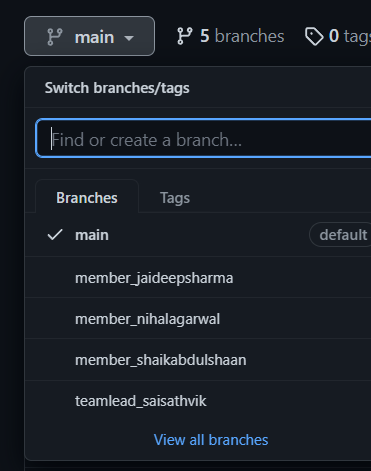 main 5 branches 0 tags
Switch branches/tags
Find or create a branch...
Branches Tags
main default
member_jaideepsharma
member_nihalagarwal
member_shaikabdulshaan
teamlead_saisathvik
View all branches